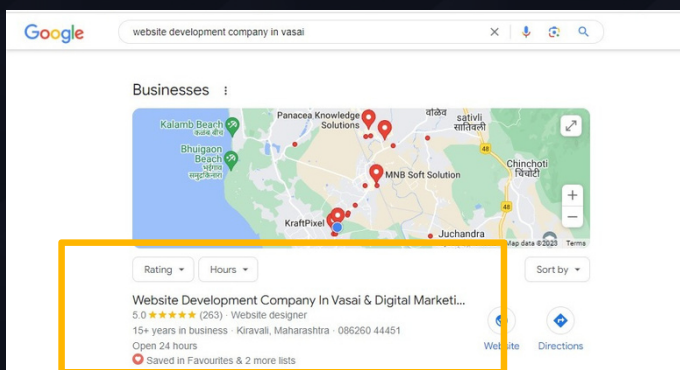 Google
website development company in vasai
Businesses
Kalamb Beach
कळंब बीच
Panacea Knowledge
Solutions
वालीव
sativli
सातिवली
Bhuigaon
Beach
48
Chinchoti
चिंचोटी
MNB Soft Solution
48
KraftPixel
Juchandra
Map data ©2023 Terms
Rating
Hours
Sort by
Website Development Company In Vasai & Digital Marketi...
5.0 (263) · Website designer
15+ years in business · Kiravali, Maharashtra · 086260 44451
Open 24 hours
Saved in Favourites & 2 more lists
Website
Directions